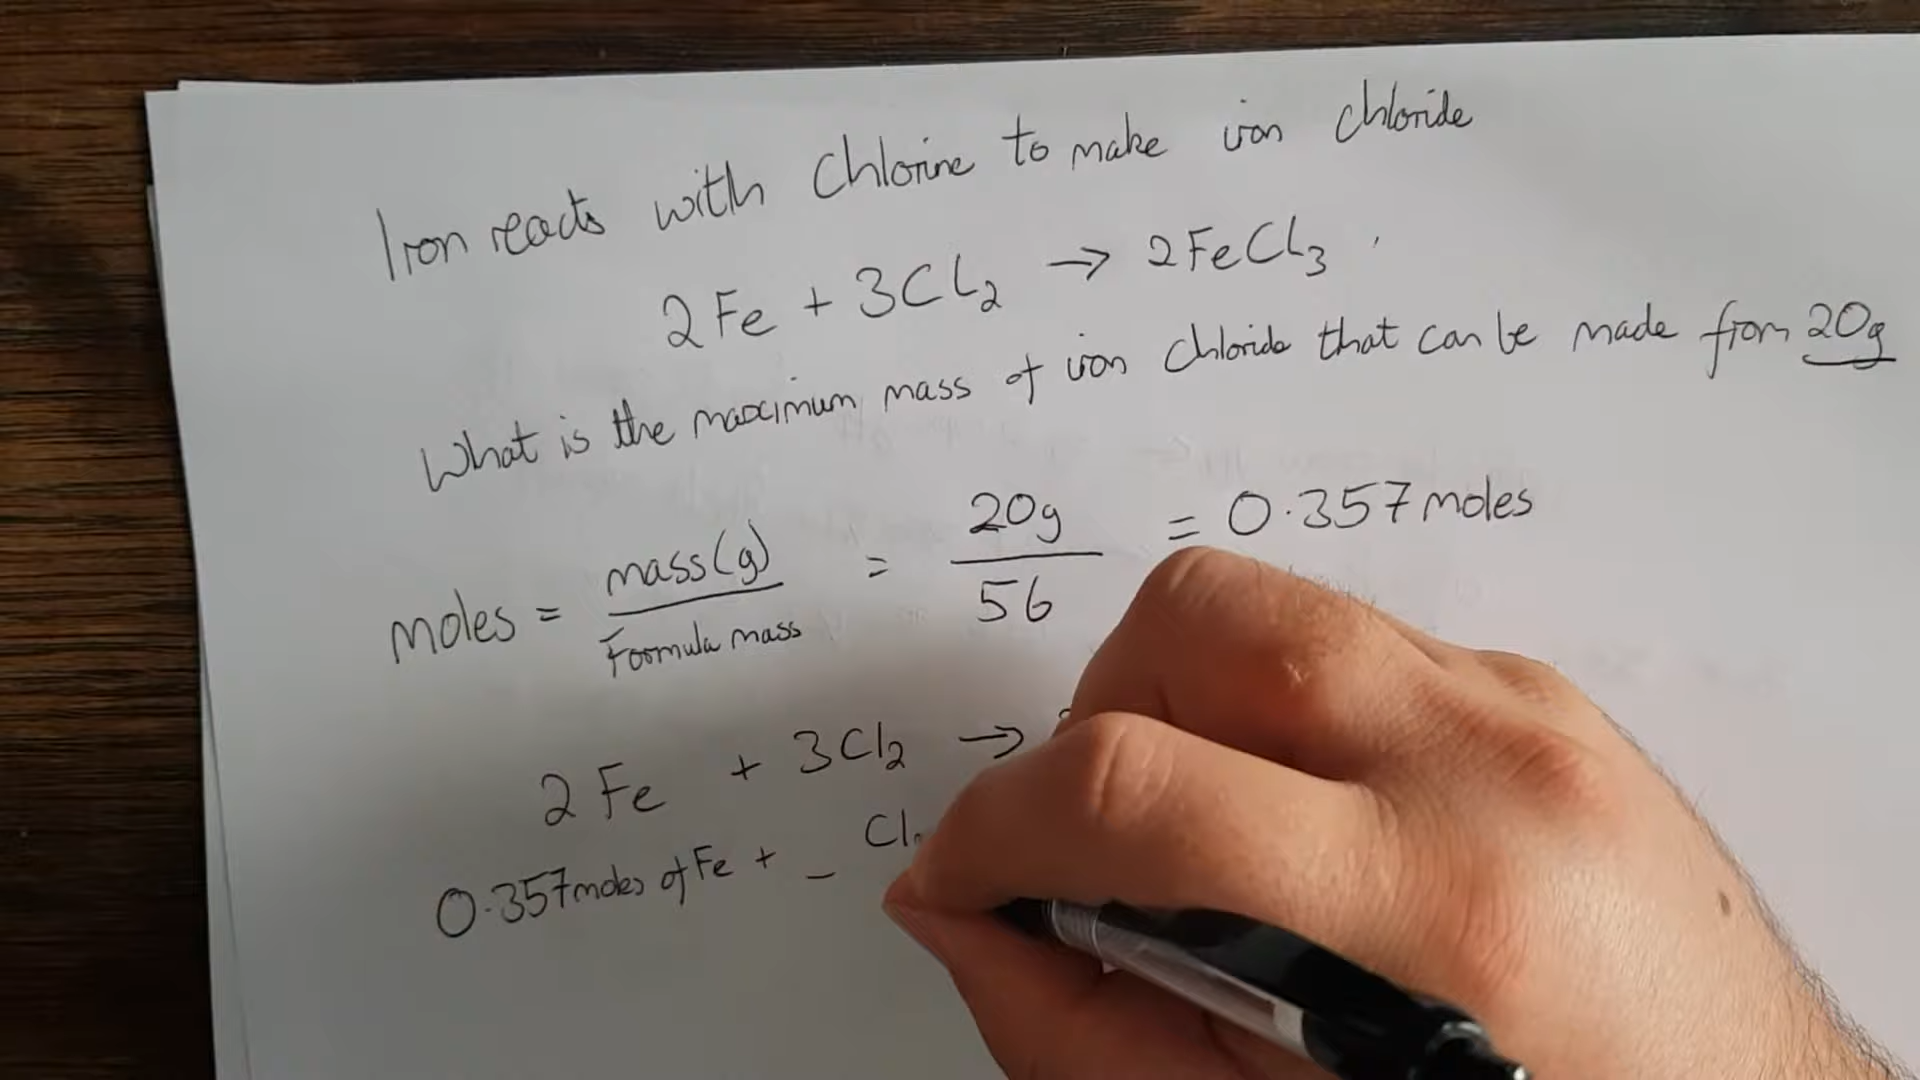 Iron reacts with Chlorine to make iron chloride
2Fe + 3Cl₂ → 2FeCl₃
What is the maximum mass of iron chloride that can be made from 20g
moles = mass(g) / Formula mass = 20g / 56 = 0.357 moles
2Fe + 3Cl₂ →
0.357 moles of Fe + _ Cl